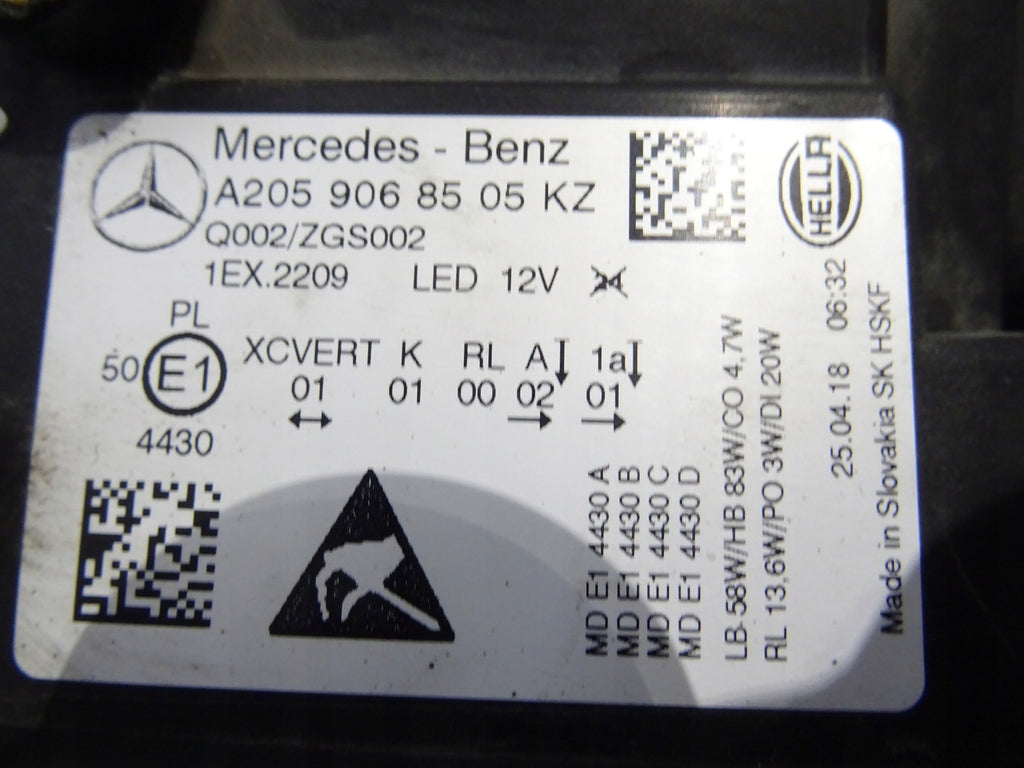 Mercedes - Benz
A205 906 85 05 KZ
Q002/ZGS002
1EX.2209 LED 12V 24
PL
50 E1 XCVERT K RL A 1a
01 01 00 02 01
4430
MD E1 4430 A
MD E1 4430 B
MD E1 4430 C
MD E1 4430 D
LB 58W/HB 83W/CO 4,7W
RL 13,6W/PO 3W/DI 20W
25.04.18 06:32
Made in Slovakia SK HSKF
HELLA